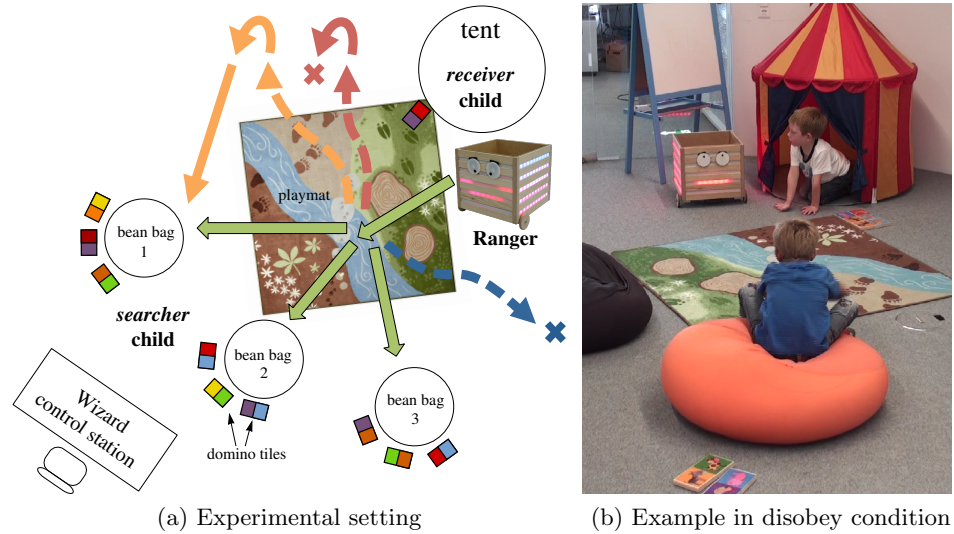 tent
receiver
child
playmat
Ranger
bean bag
1
searcher
child
bean bag
2
bean bag
3
Wizard
control station
domino tiles
(a) Experimental setting
(b) Example in disobey condition